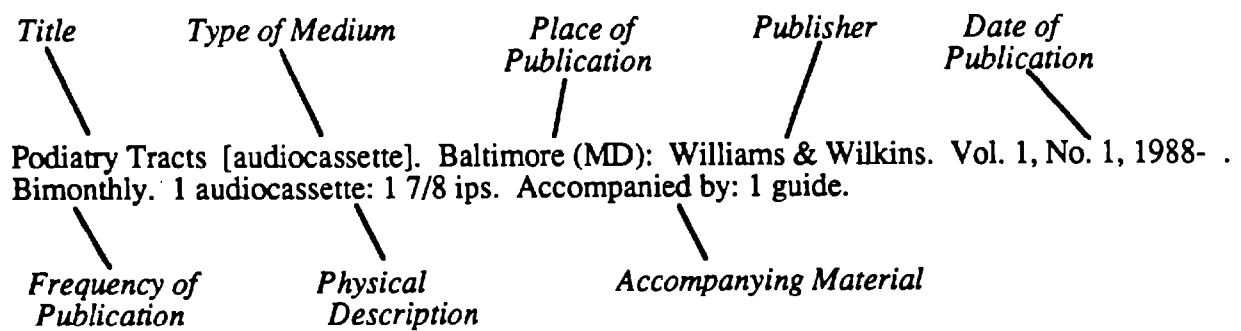 Title Type of Medium Place of Publication Publisher Date of Publication
Podiatry Tracts [audiocassette]. Baltimore (MD): Williams & Wilkins. Vol. 1, No. 1, 1988- .
Bimonthly. 1 audiocassette: 1 7/8 ips. Accompanied by: 1 guide.
Frequency of Publication Physical Description Accompanying Material